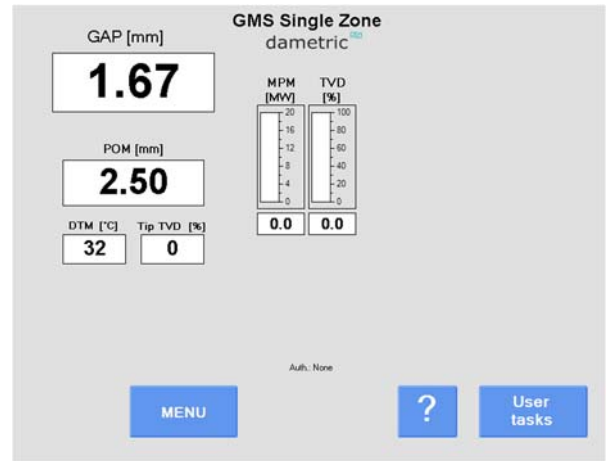 GMS Single Zone
dametric
GAP [mm]
1.67
POM [mm]
2.50
DTM [°C]
32
Tip TVD [%]
0
MPM
[MW]
20
16
12
8
4
0
0.0
TVD
[%]
100
80
60
40
20
0
0.0
Auth.: None
MENU
?
User
tasks